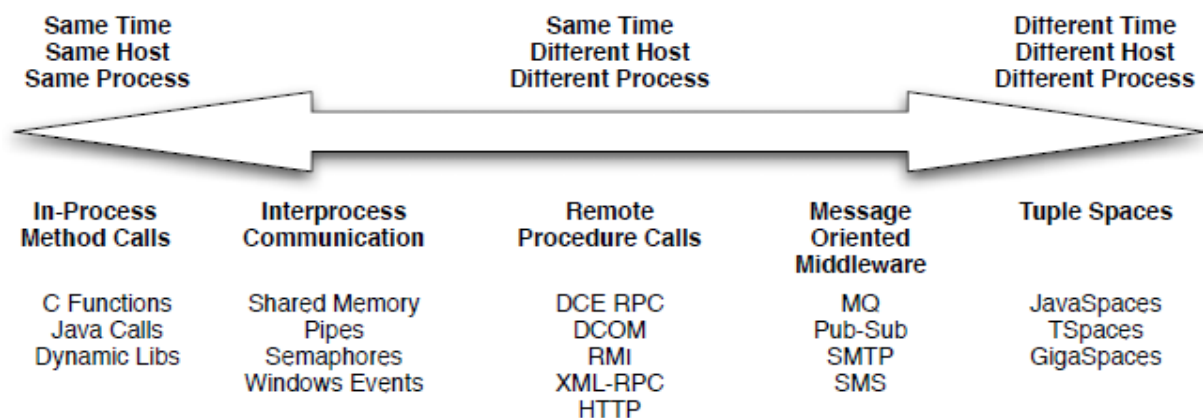 Same Time
Same Host
Same Process
Same Time
Different Host
Different Process
Different Time
Different Host
Different Process
In-Process
Method Calls
C Functions
Java Calls
Dynamic Libs
Interprocess
Communication
Shared Memory
Pipes
Semaphores
Windows Events
Remote
Procedure Calls
DCE RPC
DCOM
RMI
XML-RPC
HTTP
Message
Oriented
Middleware
MQ
Pub-Sub
SMTP
SMS
Tuple Spaces
JavaSpaces
TSpaces
GigaSpaces